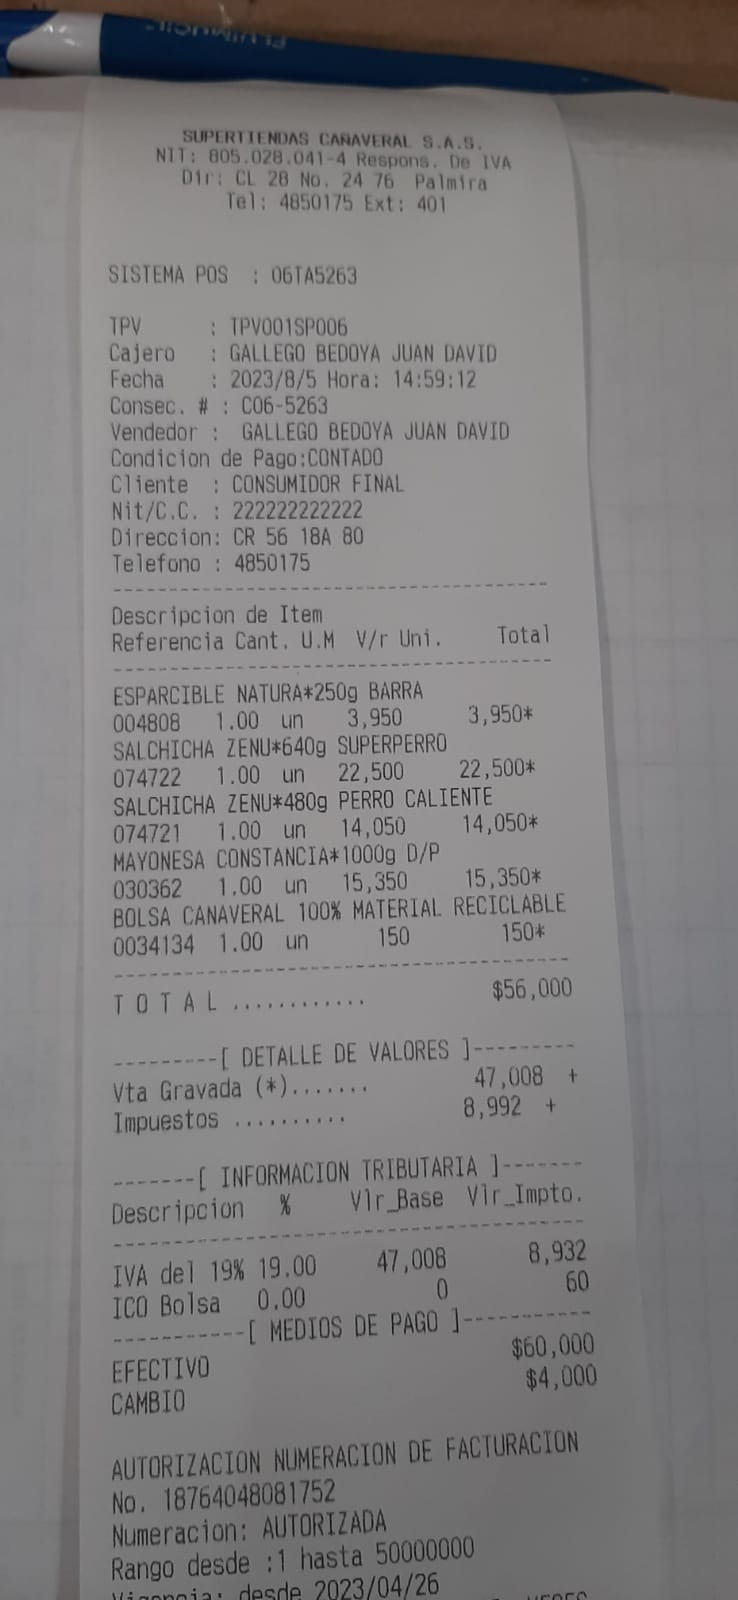 SUPERTIENDAS CAÑAVERAL S.A.S.
NIT: 805.028.041-4 Respons. De IVA
Dir: CL 28 No. 24 76 Palmira
Tel: 4850175 Ext: 401
SISTEMA POS : 06TA5263
TPV : TPV001SP006
Cajero : GALLEGO BEDOYA JUAN DAVID
Fecha : 2023/8/5 Hora: 14:59:12
Consec. # : C06-5263
Vendedor : GALLEGO BEDOYA JUAN DAVID
Condicion de Pago:CONTADO
Cliente : CONSUMIDOR FINAL
Nit/C.C. : 222222222222
Direccion: CR 56 18A 80
Telefono : 4850175
----------------------------------
Descripcion de Item
Referencia Cant. U.M V/r Uni. Total
----------------------------------
ESPARCIBLE NATURA*250g BARRA
004808 1.00 un 3,950 3,950*
SALCHICHA ZENU*640g SUPERPERRO
074722 1.00 un 22,500 22,500*
SALCHICHA ZENU*480g PERRO CALIENTE
074721 1.00 un 14,050 14,050*
MAYONESA CONSTANCIA*1000g D/P
030362 1.00 un 15,350 15,350*
BOLSA CANAVERAL 100% MATERIAL RECICLABLE
0034134 1.00 un 150 150*
----------------------------------
T O T A L ............ $56,000
---------[ DETALLE DE VALORES ]---------
Vta Gravada (*)....... 47,008 +
Impuestos .......... 8,992 +
-------[ INFORMACION TRIBUTARIA ]-------
Descripcion % Vlr_Base Vlr_Impto.
----------------------------------
IVA del 19% 19.00 47,008 8,932
ICO Bolsa 0.00 0 60
-----------[ MEDIOS DE PAGO ]-----------
EFECTIVO $60,000
CAMBIO $4,000
AUTORIZACION NUMERACION DE FACTURACION
No. 18764048081752
Numeracion: AUTORIZADA
Rango desde :1 hasta 50000000
Vigencia: desde 2023/04/26